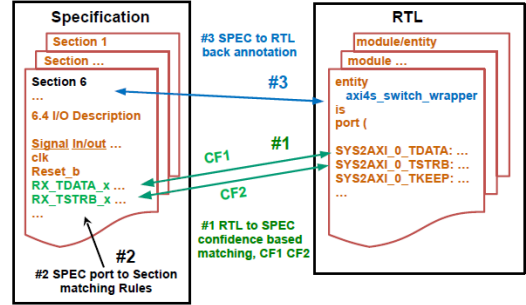 Specification
Section 1
Section ...
Section 6
...
6.4 I/O Description
Signal In/out ...
clk
Reset_b
RX_TDATA_x ...
RX_TSTRB_x ...
...
#2
#2 SPEC port to Section
matching Rules
#3 SPEC to RTL
back annotation
#3
#1
CF1
CF2
#1 RTL to SPEC
confidence based
matching, CF1 CF2
RTL
module/entity
module ...
entity
axi4s_switch_wrapper
is
port (
SYS2AXI_0_TDATA: ...
SYS2AXI_0_TSTRB: ...
SYS2AXI_0_TKEEP: ...
...